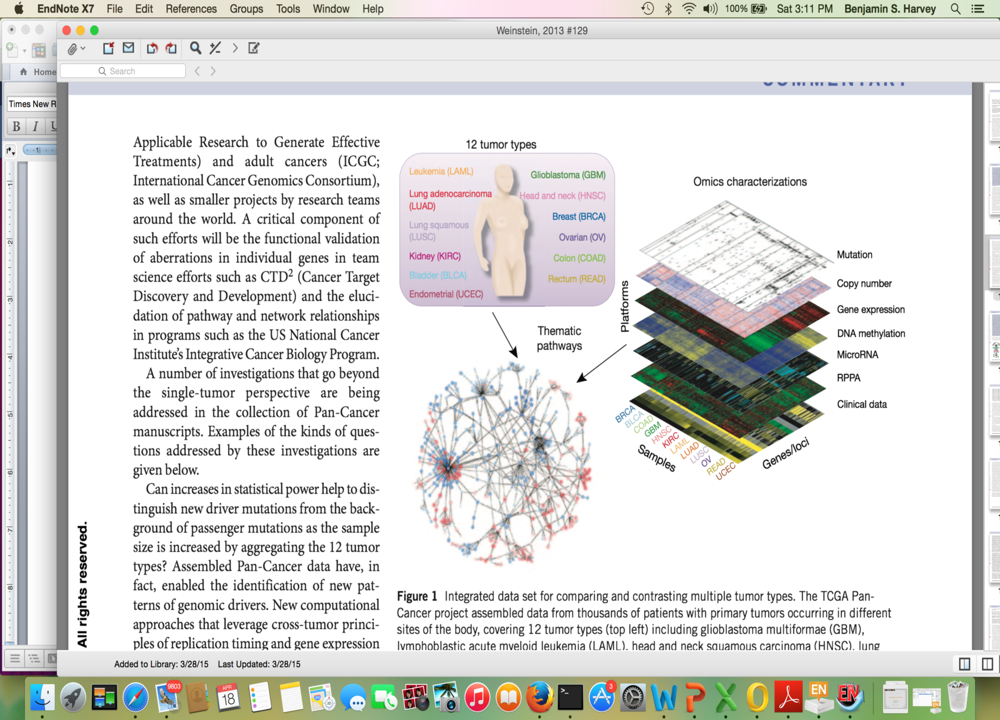 EndNote X7 File Edit References Groups Tools Window Help
100% Sat 3:11 PM Benjamin S. Harvey
Weinstein, 2013 #129
Search
Home
Times New R
B I U
COMMENTARY
Applicable Research to Generate Effective
Treatments) and adult cancers (ICGC;
International Cancer Genomics Consortium),
as well as smaller projects by research teams
around the world. A critical component of
such efforts will be the functional validation
of aberrations in individual genes in team
science efforts such as CTD² (Cancer Target
Discovery and Development) and the eluci-
dation of pathway and network relationships
in programs such as the US National Cancer
Institute's Integrative Cancer Biology Program.
A number of investigations that go beyond
the single-tumor perspective are being
addressed in the collection of Pan-Cancer
manuscripts. Examples of the kinds of ques-
tions addressed by these investigations are
given below.
Can increases in statistical power help to dis-
tinguish new driver mutations from the back-
ground of passenger mutations as the sample
size is increased by aggregating the 12 tumor
types? Assembled Pan-Cancer data have, in
fact, enabled the identification of new pat-
terns of genomic drivers. New computational
approaches that leverage cross-tumor princi-
ples of replication timing and gene expression
All rights reserved.
12 tumor types
Leukemia (LAML)
Lung adenocarcinoma
(LUAD)
Lung squamous
(LUSC)
Kidney (KIRC)
Bladder (BLCA)
Endometrial (UCEC)
Glioblastoma (GBM)
Head and neck (HNSC)
Breast (BRCA)
Ovarian (OV)
Colon (COAD)
Rectum (READ)
Thematic
pathways
Omics characterizations
Platforms
Mutation
Copy number
Gene expression
DNA methylation
MicroRNA
RPPA
Clinical data
BRCA
BLCA
COAD
GBM
HNSC
KIRC
LAML
LUAD
LUSC
OV
READ
UCEC
Samples
Genes/loci
Figure 1 Integrated data set for comparing and contrasting multiple tumor types. The TCGA Pan-
Cancer project assembled data from thousands of patients with primary tumors occurring in different
sites of the body, covering 12 tumor types (top left) including glioblastoma multiformae (GBM),
lymphoblastic acute myeloid leukemia (LAML), head and neck squamous carcinoma (HNSC), lung
Added to Library: 3/28/15 Last Updated: 3/28/15
9803
APR
18
3
EN
EN